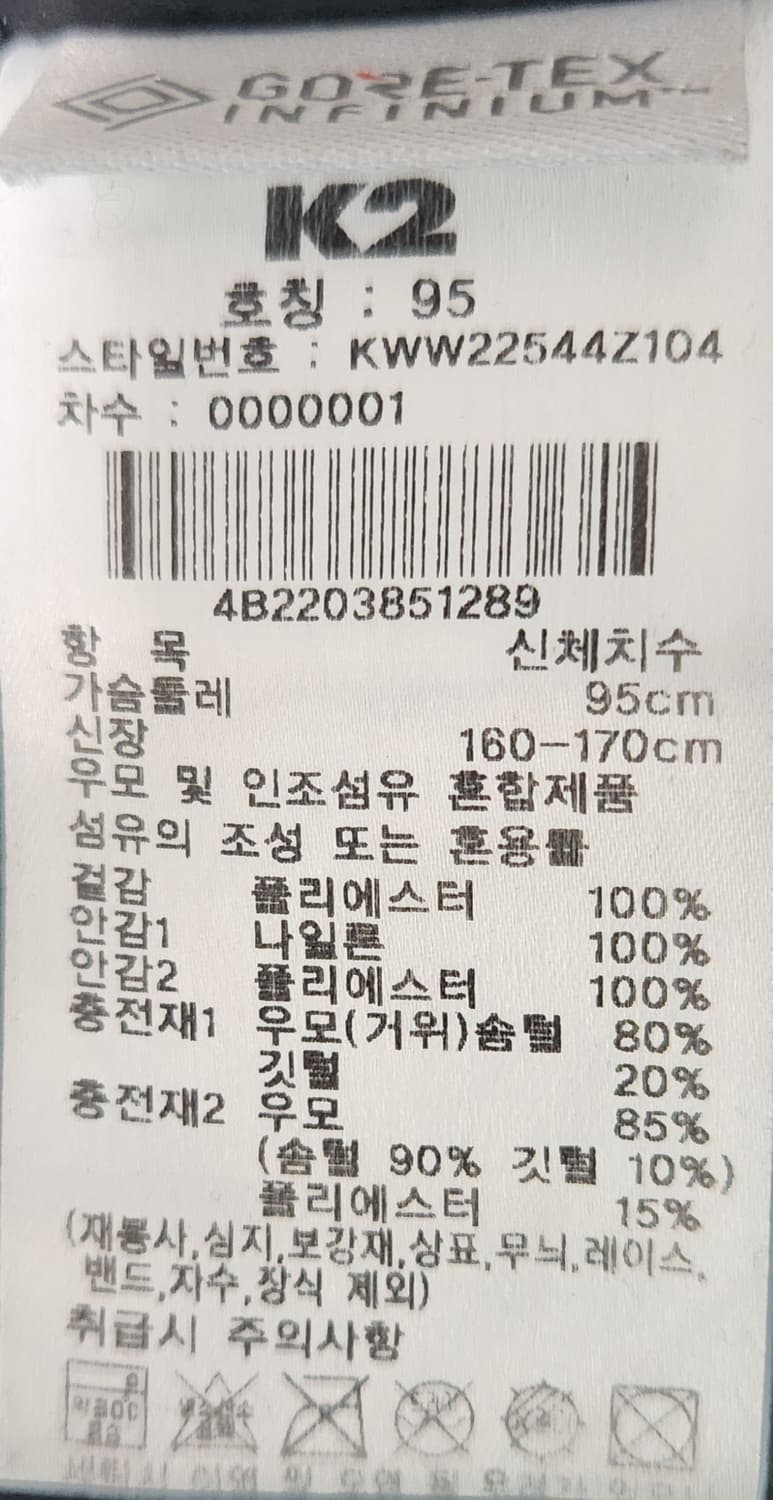 GORE-TEX
INFINIUM™
K2
호칭 : 95
스타일번호 : KWW22544Z104
차수 : 0000001
4B2203851289
항 목 신체치수
가슴둘레 95cm
신장 160-170cm
우모 및 인조섬유 혼합제품
섬유의 조성 또는 혼용률
겉감 폴리에스터 100%
안감1 나일론 100%
안감2 폴리에스터 100%
충전재1 우모(거위)솜털 80%
깃털 20%
충전재2 우모 85%
(솜털 90% 깃털 10%)
폴리에스터 15%
(재봉사,심지,보강재,상표,무늬,레이스,
밴드,자수,장식 제외)
취급시 주의사항